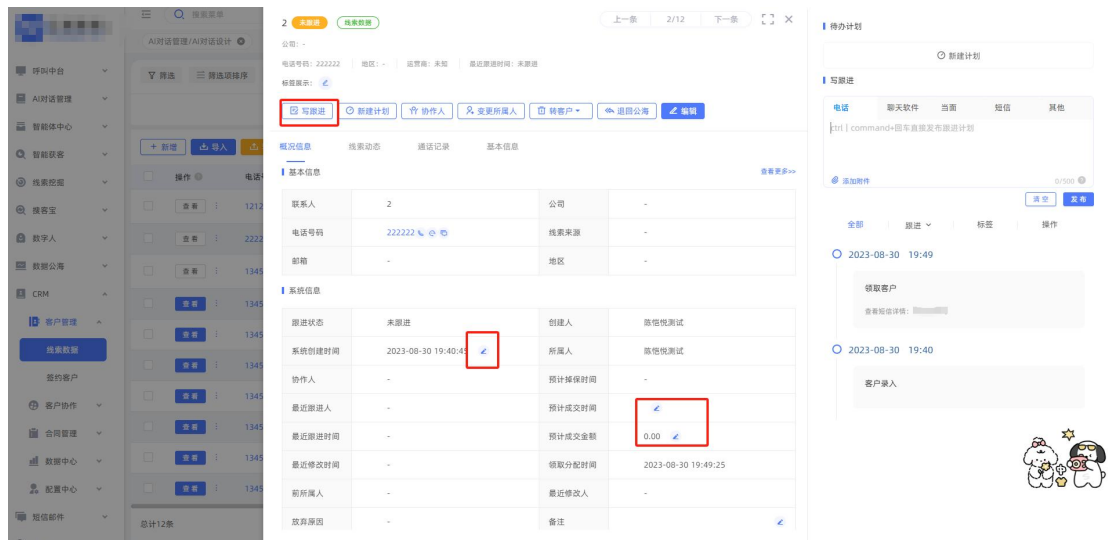 搜索菜单
呼叫中台
AI对话管理
智能体中心
智能获客
线索挖掘
搜客宝
数字人
数据公海
CRM
客户管理
线索数据
签约客户
客户协作
合同管理
数据中心
配置中心
短信邮件
AI对话管理/AI对话设计
筛选 筛选项排序
+ 新增 导入
操作 电话
查看 1212
查看 2222
查看 1345
查看 1345
查看 1345
查看 1345
查看 1345
查看 1345
查看 1345
查看 1345
总计12条
2 未跟进 线索数据 上一条 2/12 下一条
公司: -
电话号码: 222222 地区: - 运营商: 未知 最近跟进时间: 未跟进
标签展示:
写跟进 新建计划 协作人 变更所属人 转客户 退回公海 编辑
概况信息 线索动态 通话记录 基本信息
基本信息 查看更多>>
联系人 2 公司 -
电话号码 222222 线索来源 -
邮箱 - 地区 -
系统信息
跟进状态 未跟进 创建人 陈悟悦测试
系统创建时间 2023-08-30 19:40:45 所属人 陈悟悦测试
协作人 - 预计掉保时间 -
最近跟进人 - 预计成交时间
最近跟进时间 - 预计成交金额 0.00
最近修改时间 - 领取分配时间 2023-08-30 19:49:25
前所属人 - 最近修改人 -
放弃原因 - 备注
待办计划
新建计划
写跟进
电话 聊天软件 当面 短信 其他
ctrl | command+回车直接发布跟进计划
添加附件 0/500
清空 发布
全部 跟进 标签 操作
2023-08-30 19:49
领取客户
查看短信详情:
2023-08-30 19:40
客户录入